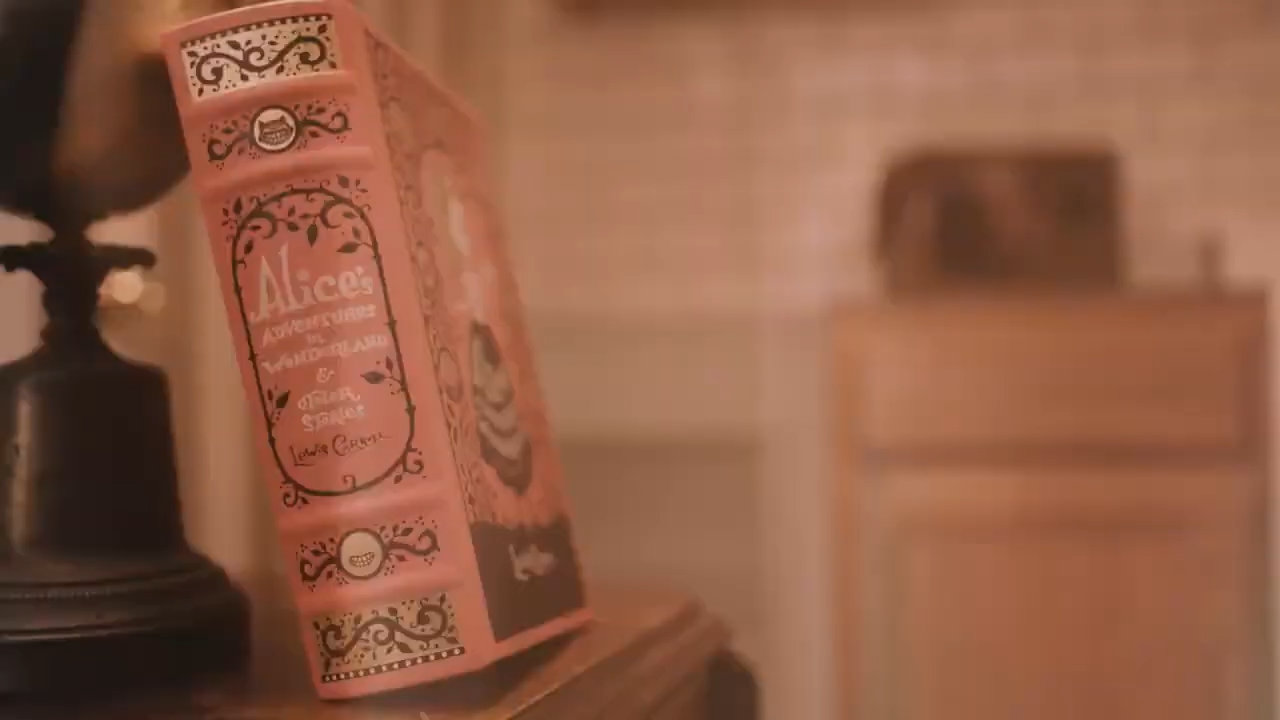 Alice's
ADVENTURES
IN
WONDERLAND
&
OTHER
STORIES
Lewis Carroll